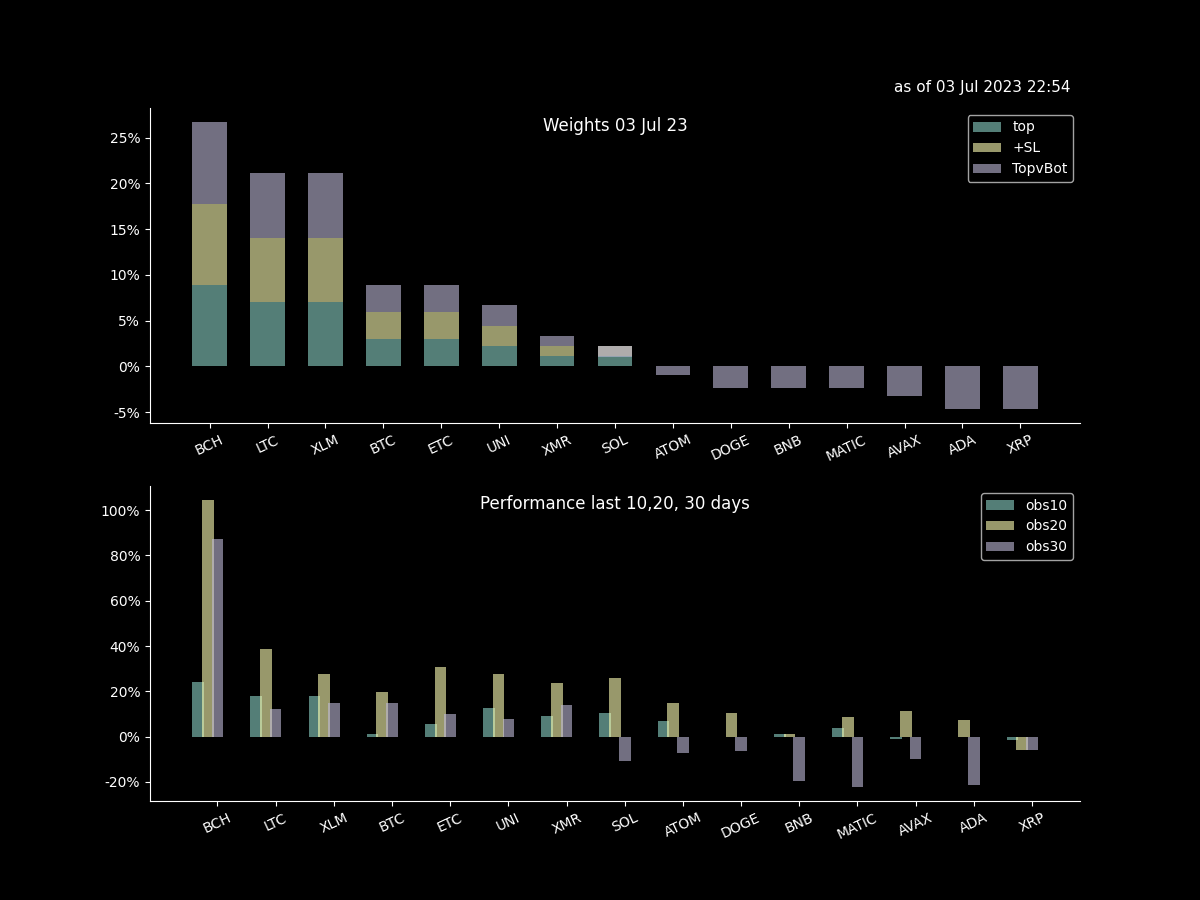 as of 03 Jul 2023 22:54
Weights 03 Jul 23
top
+SL
TopvBot
25%
20%
15%
10%
5%
0%
-5%
BCH LTC XLM BTC ETC UNI XMR SOL ATOM DOGE BNB MATIC AVAX ADA XRP
Performance last 10,20, 30 days
obs10
obs20
obs30
100%
80%
60%
40%
20%
0%
-20%
BCH LTC XLM BTC ETC UNI XMR SOL ATOM DOGE BNB MATIC AVAX ADA XRP